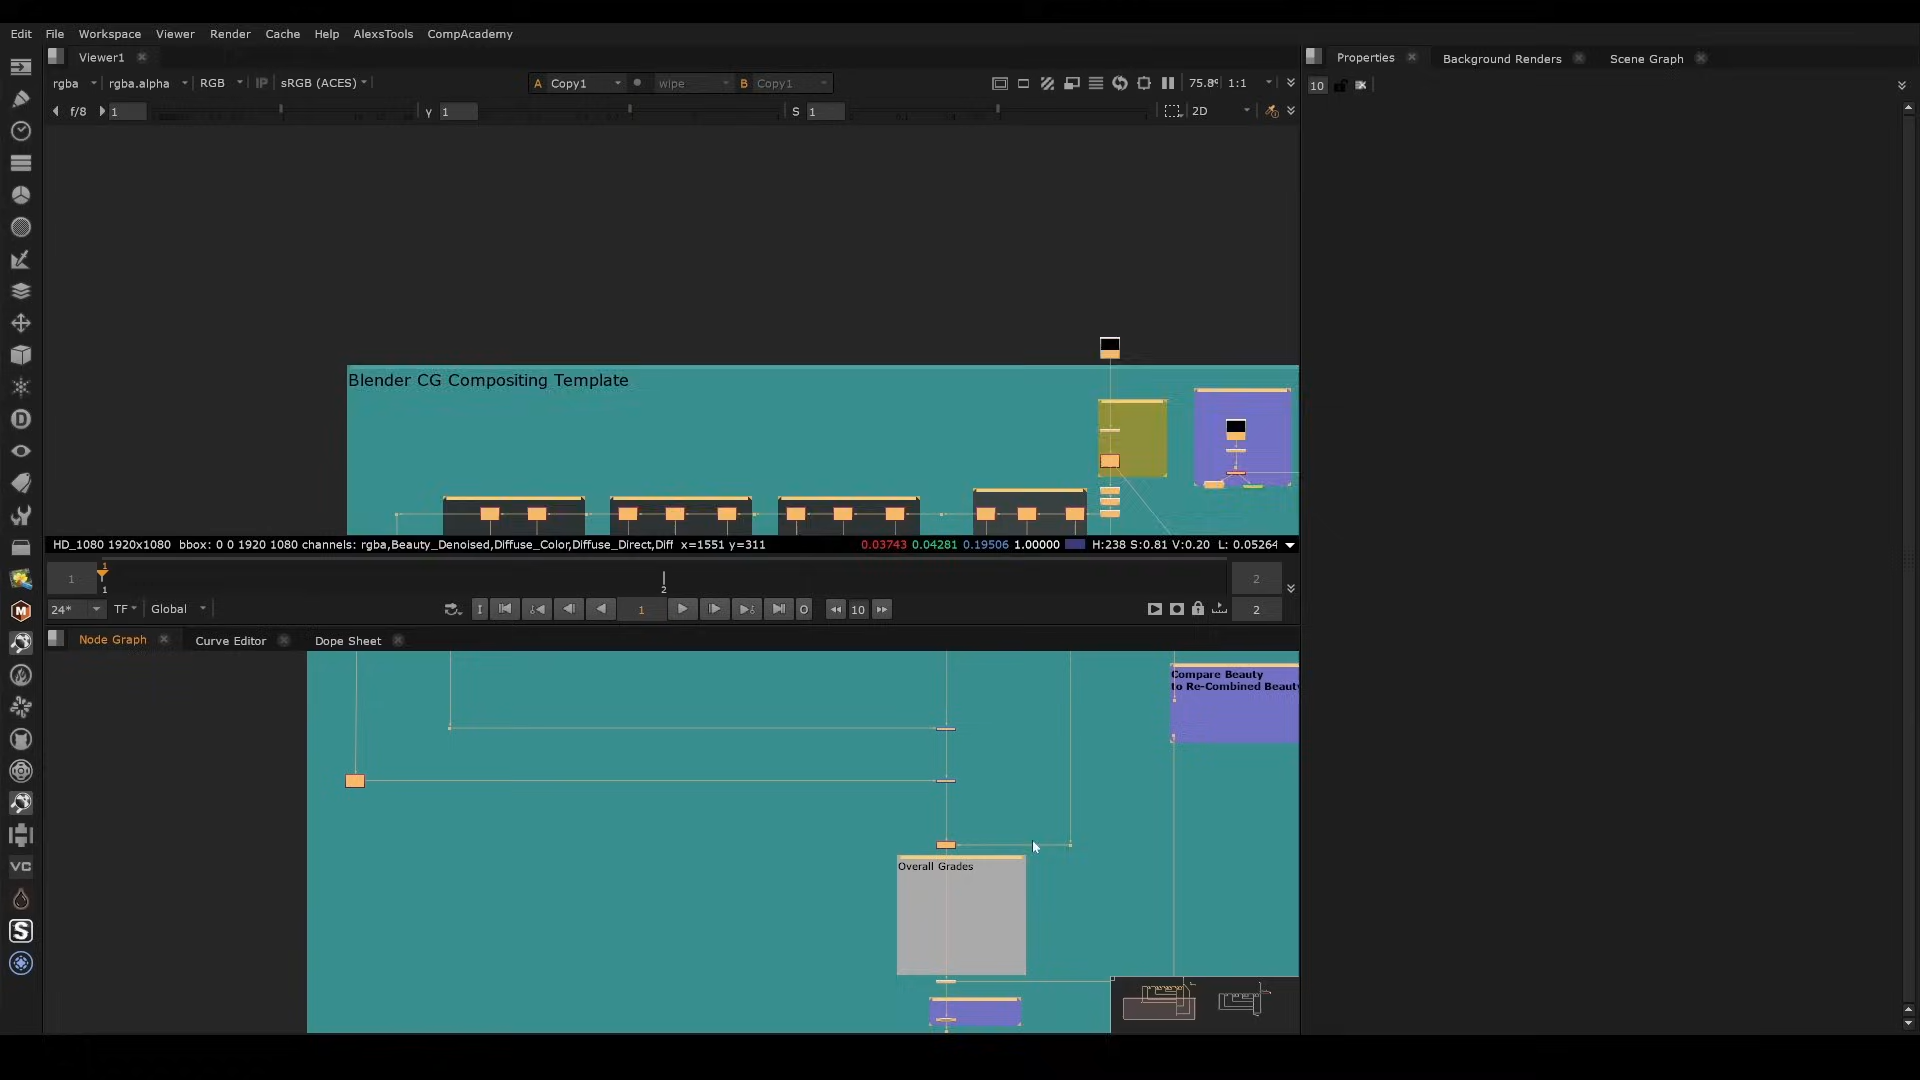 Edit File Workspace Viewer Render Cache Help AlexsTools CompAcademy
Viewer1
Properties Background Renders Scene Graph
rgba rgba.alpha RGB IP sRGB (ACES) A Copy1 wipe B Copy1 1:1
10
f/8 1 γ 1 S 1 2D
Blender CG Compositing Template
HD_1080 1920x1080 bbox: 0 0 1920 1080 channels: rgba,Beauty_Denoised,Diffuse_Color,Diffuse_Direct,Diff x=1551 y=311 0.03743 0.04281 0.19506 1.00000 H:238 S:0.81 V:0.20 L: 0.05264
1
1 2
1 2
24* TF Global I 1 O 10 2
Node Graph Curve Editor Dope Sheet
Compare Beauty
to Re-Combined Beaut
Overall Grades
D
M
VC
S